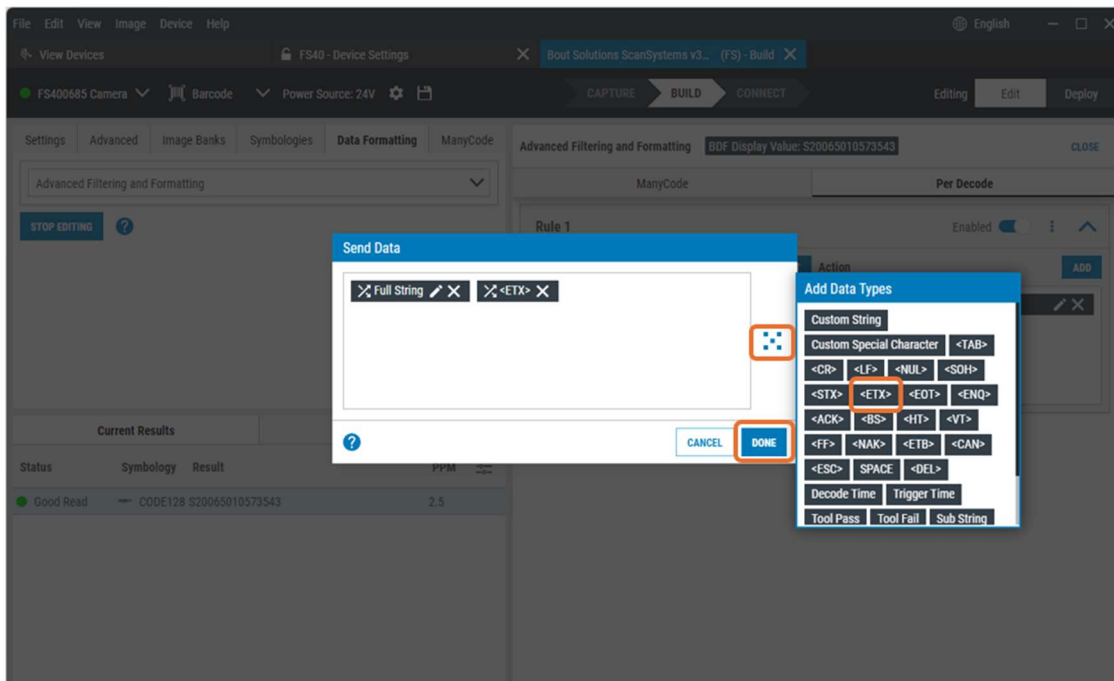 File Edit View Image Device Help English
View Devices FS40 - Device Settings Bout Solutions ScanSystems v3... (FS) - Build
FS400685 Camera Barcode Power Source: 24V CAPTURE BUILD CONNECT Editing Edit Deploy
Settings Advanced Image Banks Symbologies Data Formatting ManyCode
Advanced Filtering and Formatting BDF Display Value: S20065010573543 CLOSE
Advanced Filtering and Formatting
ManyCode Per Decode
STOP EDITING ?
Rule 1 Enabled
Action ADD
Send Data
Full String <ETX>
? CANCEL DONE
Add Data Types
Custom String
Custom Special Character <TAB>
<CR> <LF> <NUL> <SOH>
<STX> <ETX> <EOT> <ENQ>
<ACK> <BS> <HT> <VT>
<FF> <NAK> <ETB> <CAN>
<ESC> SPACE <DEL>
Decode Time Trigger Time
Tool Pass Tool Fail Sub String
Current Results
Status Symbology Result PPM
Good Read CODE128 S20065010573543 2.5